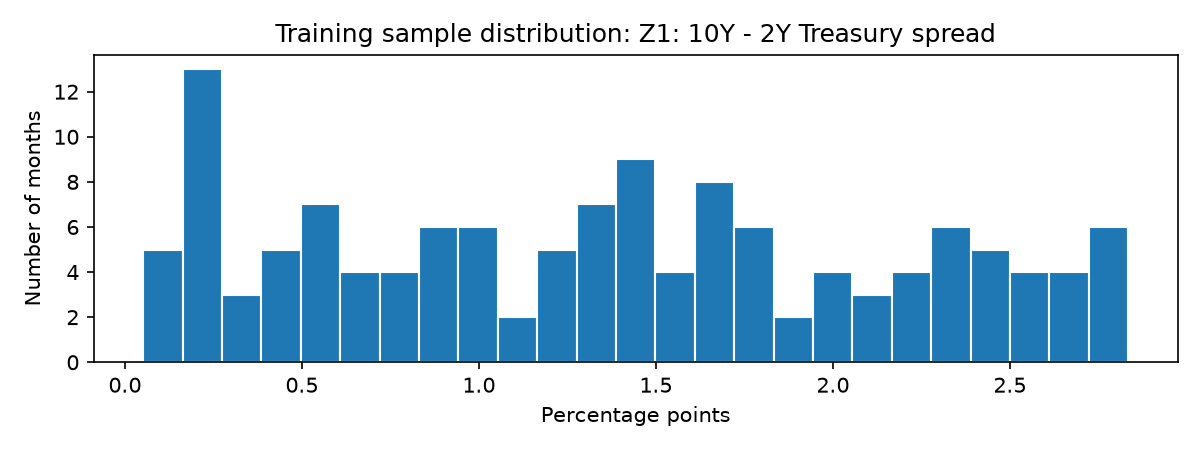 Training sample distribution: Z1: 10Y - 2Y Treasury spread
Number of months
12
10
8
6
4
2
0
0.0 0.5 1.0 1.5 2.0 2.5
Percentage points